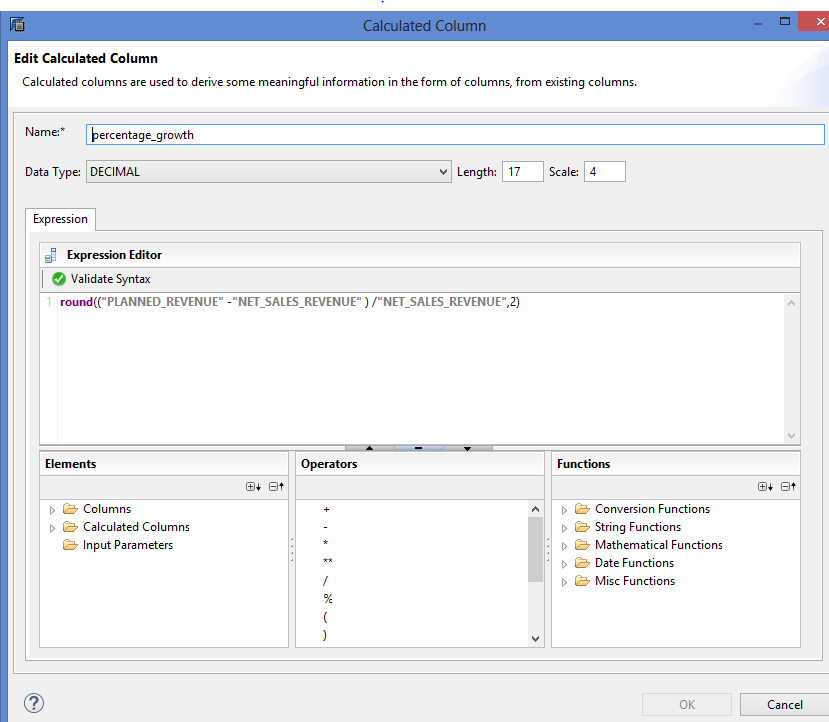 Calculated Column
Edit Calculated Column
Calculated columns are used to derive some meaningful information in the form of columns, from existing columns.
Name:* percentage_growth
Data Type: DECIMAL Length: 17 Scale: 4
Expression
Expression Editor
Validate Syntax
1 round(("PLANNED_REVENUE" -"NET_SALES_REVENUE" ) /"NET_SALES_REVENUE",2)
Elements Operators Functions
Columns + Conversion Functions
Calculated Columns - String Functions
Input Parameters * Mathematical Functions
** Date Functions
/ Misc Functions
%
(
)
? OK Cancel